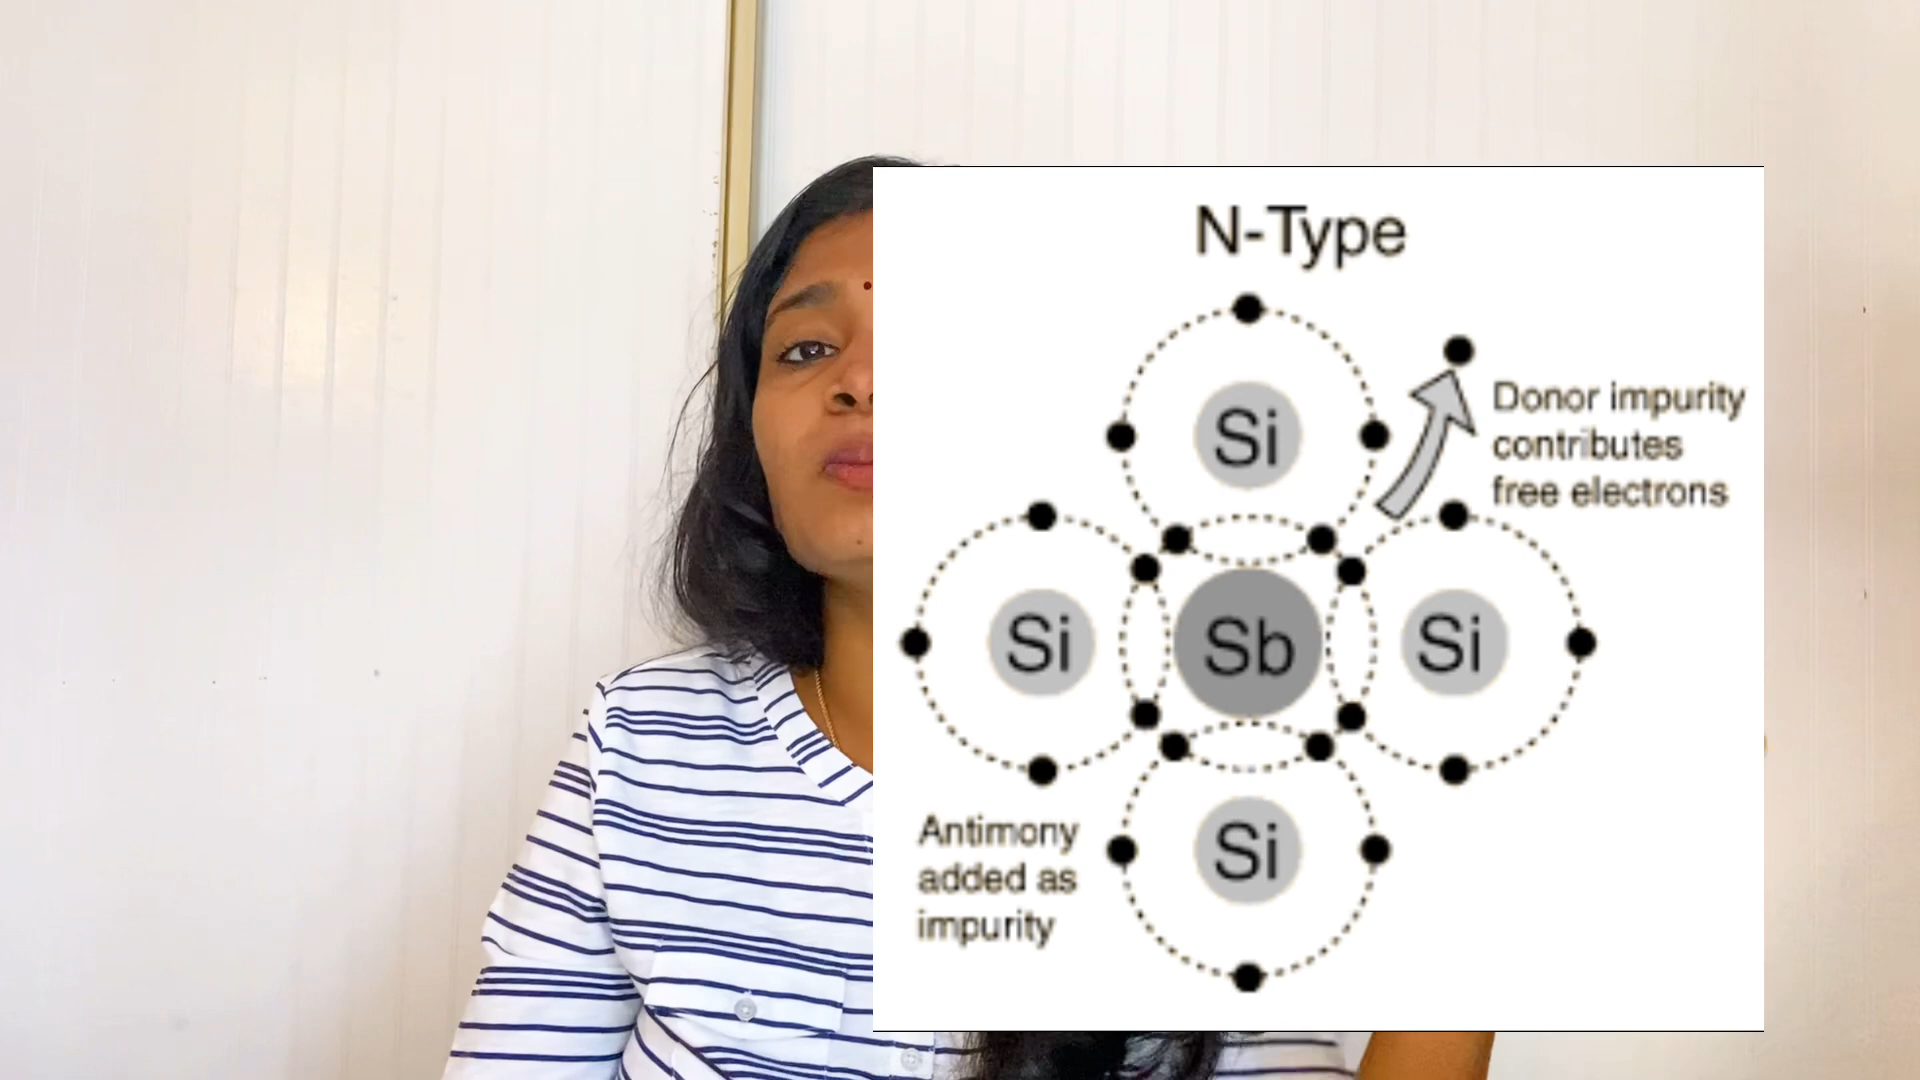 N-Type
Si
Donor impurity
contributes
free electrons
Si
Sb
Si
Antimony
added as
impurity
Si